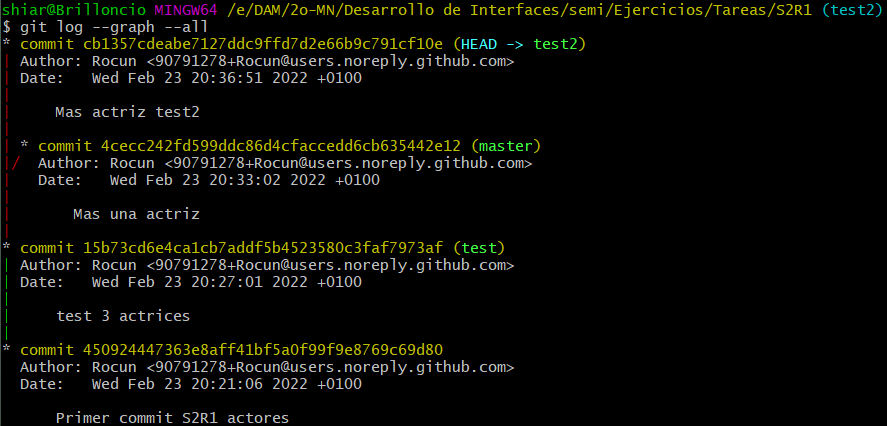 shiar@Brilloncio MINGW64 /e/DAM/2o-MN/Desarrollo de Interfaces/semi/Ejercicios/Tareas/S2R1 (test2)
$ git log --graph --all
* commit cb1357cdeabe7127ddc9ffd7d2e66b9c791cf10e (HEAD -> test2)
| Author: Rocun <90791278+Rocun@users.noreply.github.com>
| Date:   Wed Feb 23 20:36:51 2022 +0100
|
|     Mas actriz test2
|
| * commit 4cecc242fd599ddc86d4cfaccedd6cb635442e12 (master)
|/  Author: Rocun <90791278+Rocun@users.noreply.github.com>
|   Date:   Wed Feb 23 20:33:02 2022 +0100
|
|       Mas una actriz
|
* commit 15b73cd6e4ca1cb7addf5b4523580c3faf7973af (test)
| Author: Rocun <90791278+Rocun@users.noreply.github.com>
| Date:   Wed Feb 23 20:27:01 2022 +0100
|
|     test 3 actrices
|
* commit 450924447363e8aff41bf5a0f99f9e8769c69d80
  Author: Rocun <90791278+Rocun@users.noreply.github.com>
  Date:   Wed Feb 23 20:21:06 2022 +0100

      Primer commit S2R1 actores